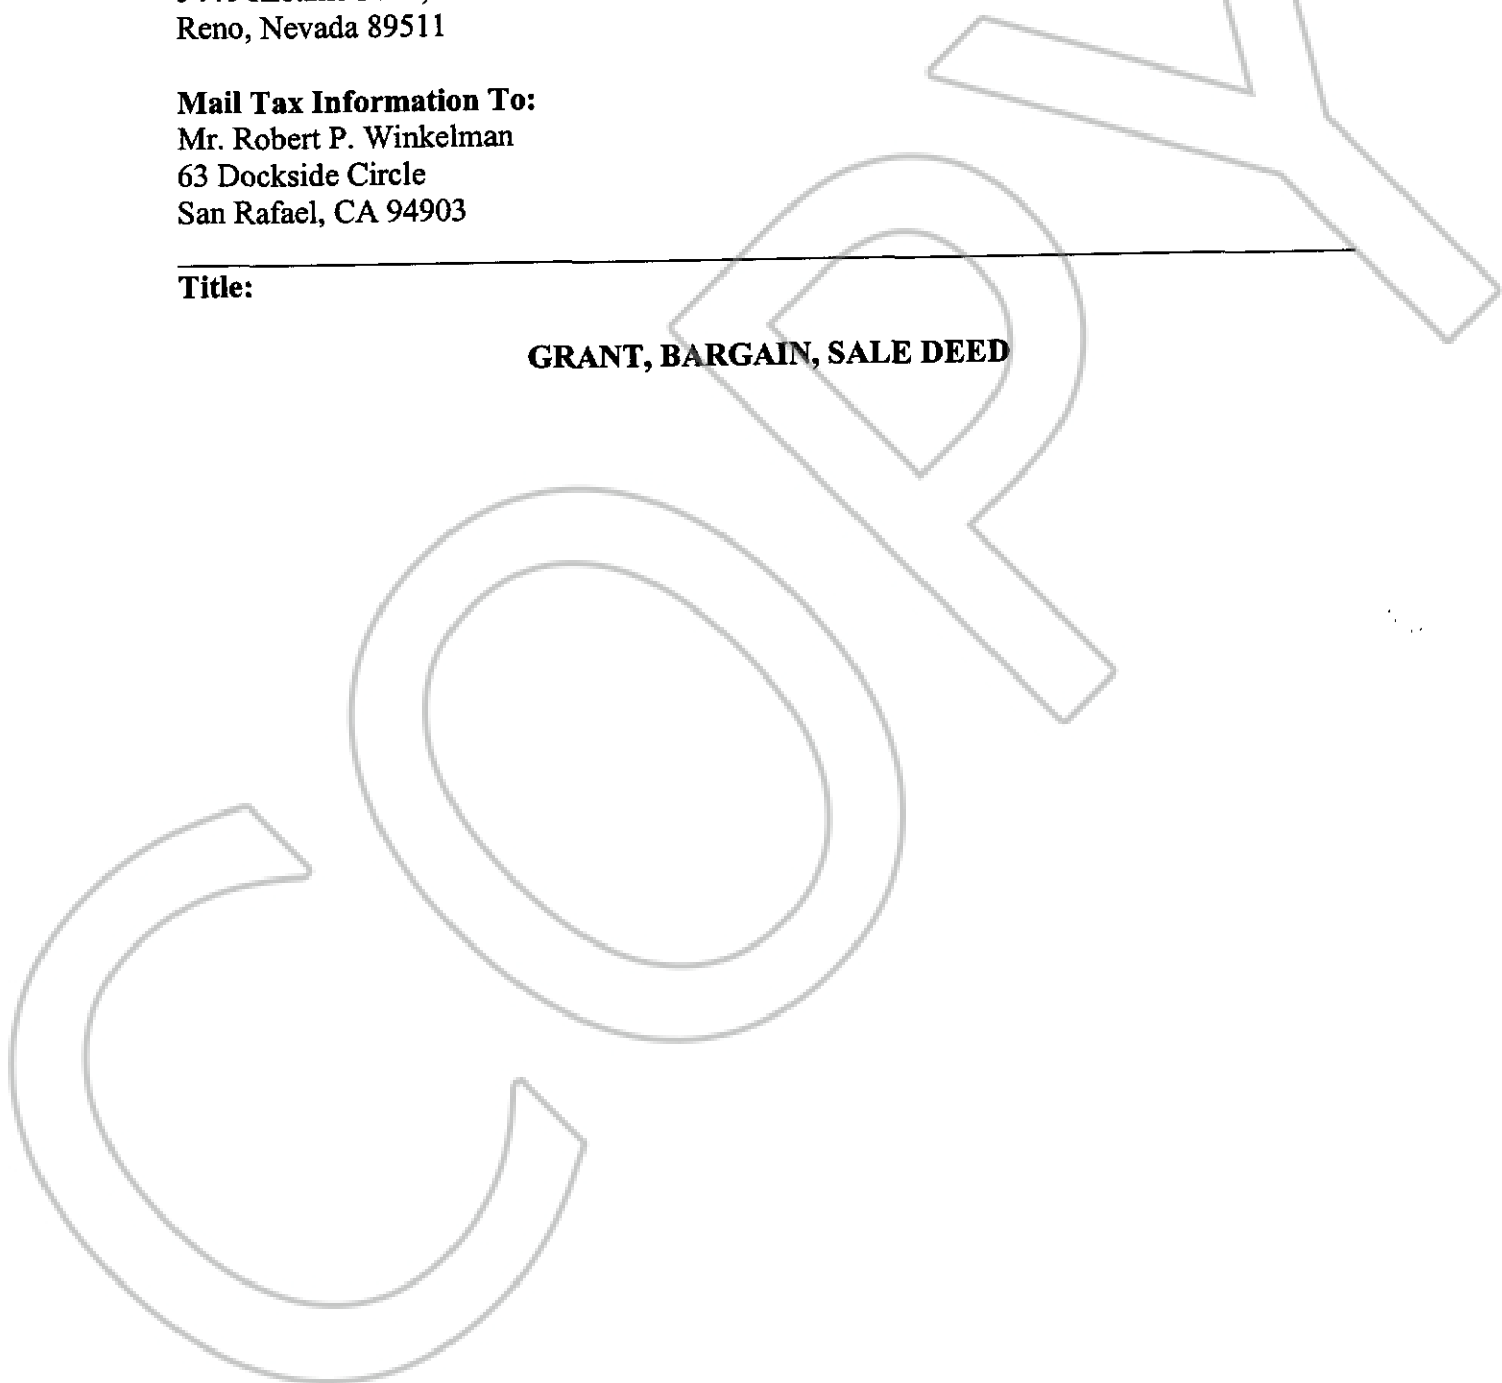 Reno, Nevada 89511
Mail Tax Information To:
Mr. Robert P. Winkelman
63 Dockside Circle
San Rafael, CA 94903
Title:
GRANT, BARGAIN, SALE DEED
COPY